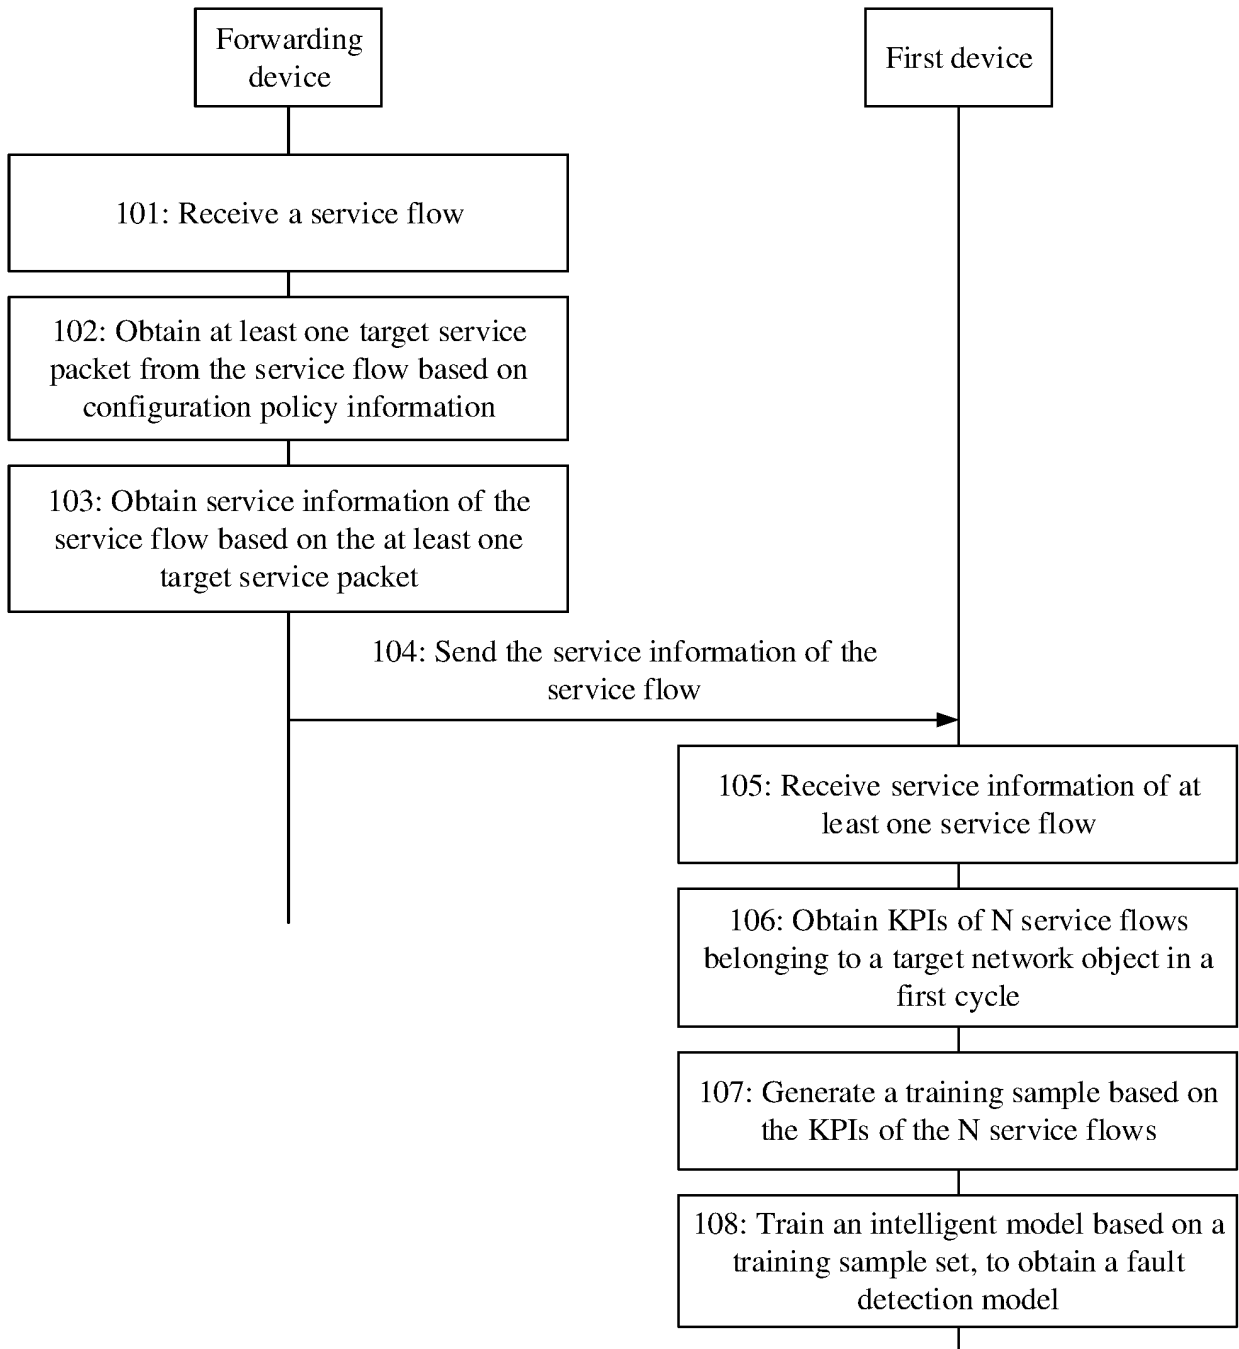 Forwarding
device
First device
101: Receive a service flow
102: Obtain at least one target service
packet from the service flow based on
configuration policy information
103: Obtain service information of the
service flow based on the at least one
target service packet
104: Send the service information of the
service flow
105: Receive service information of at
least one service flow
106: Obtain KPIs of N service flows
belonging to a target network object in a
first cycle
107: Generate a training sample based on
the KPIs of the N service flows
108: Train an intelligent model based on a
training sample set, to obtain a fault
detection model